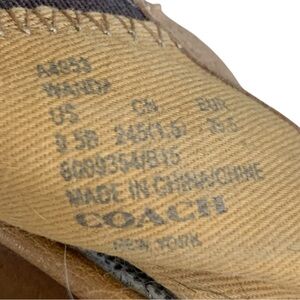 A4053
WANDA
US CN EUR
9.5B 245(1.5) 39.5
MADE IN CHINA/CHINE
COACH
NEW YORK